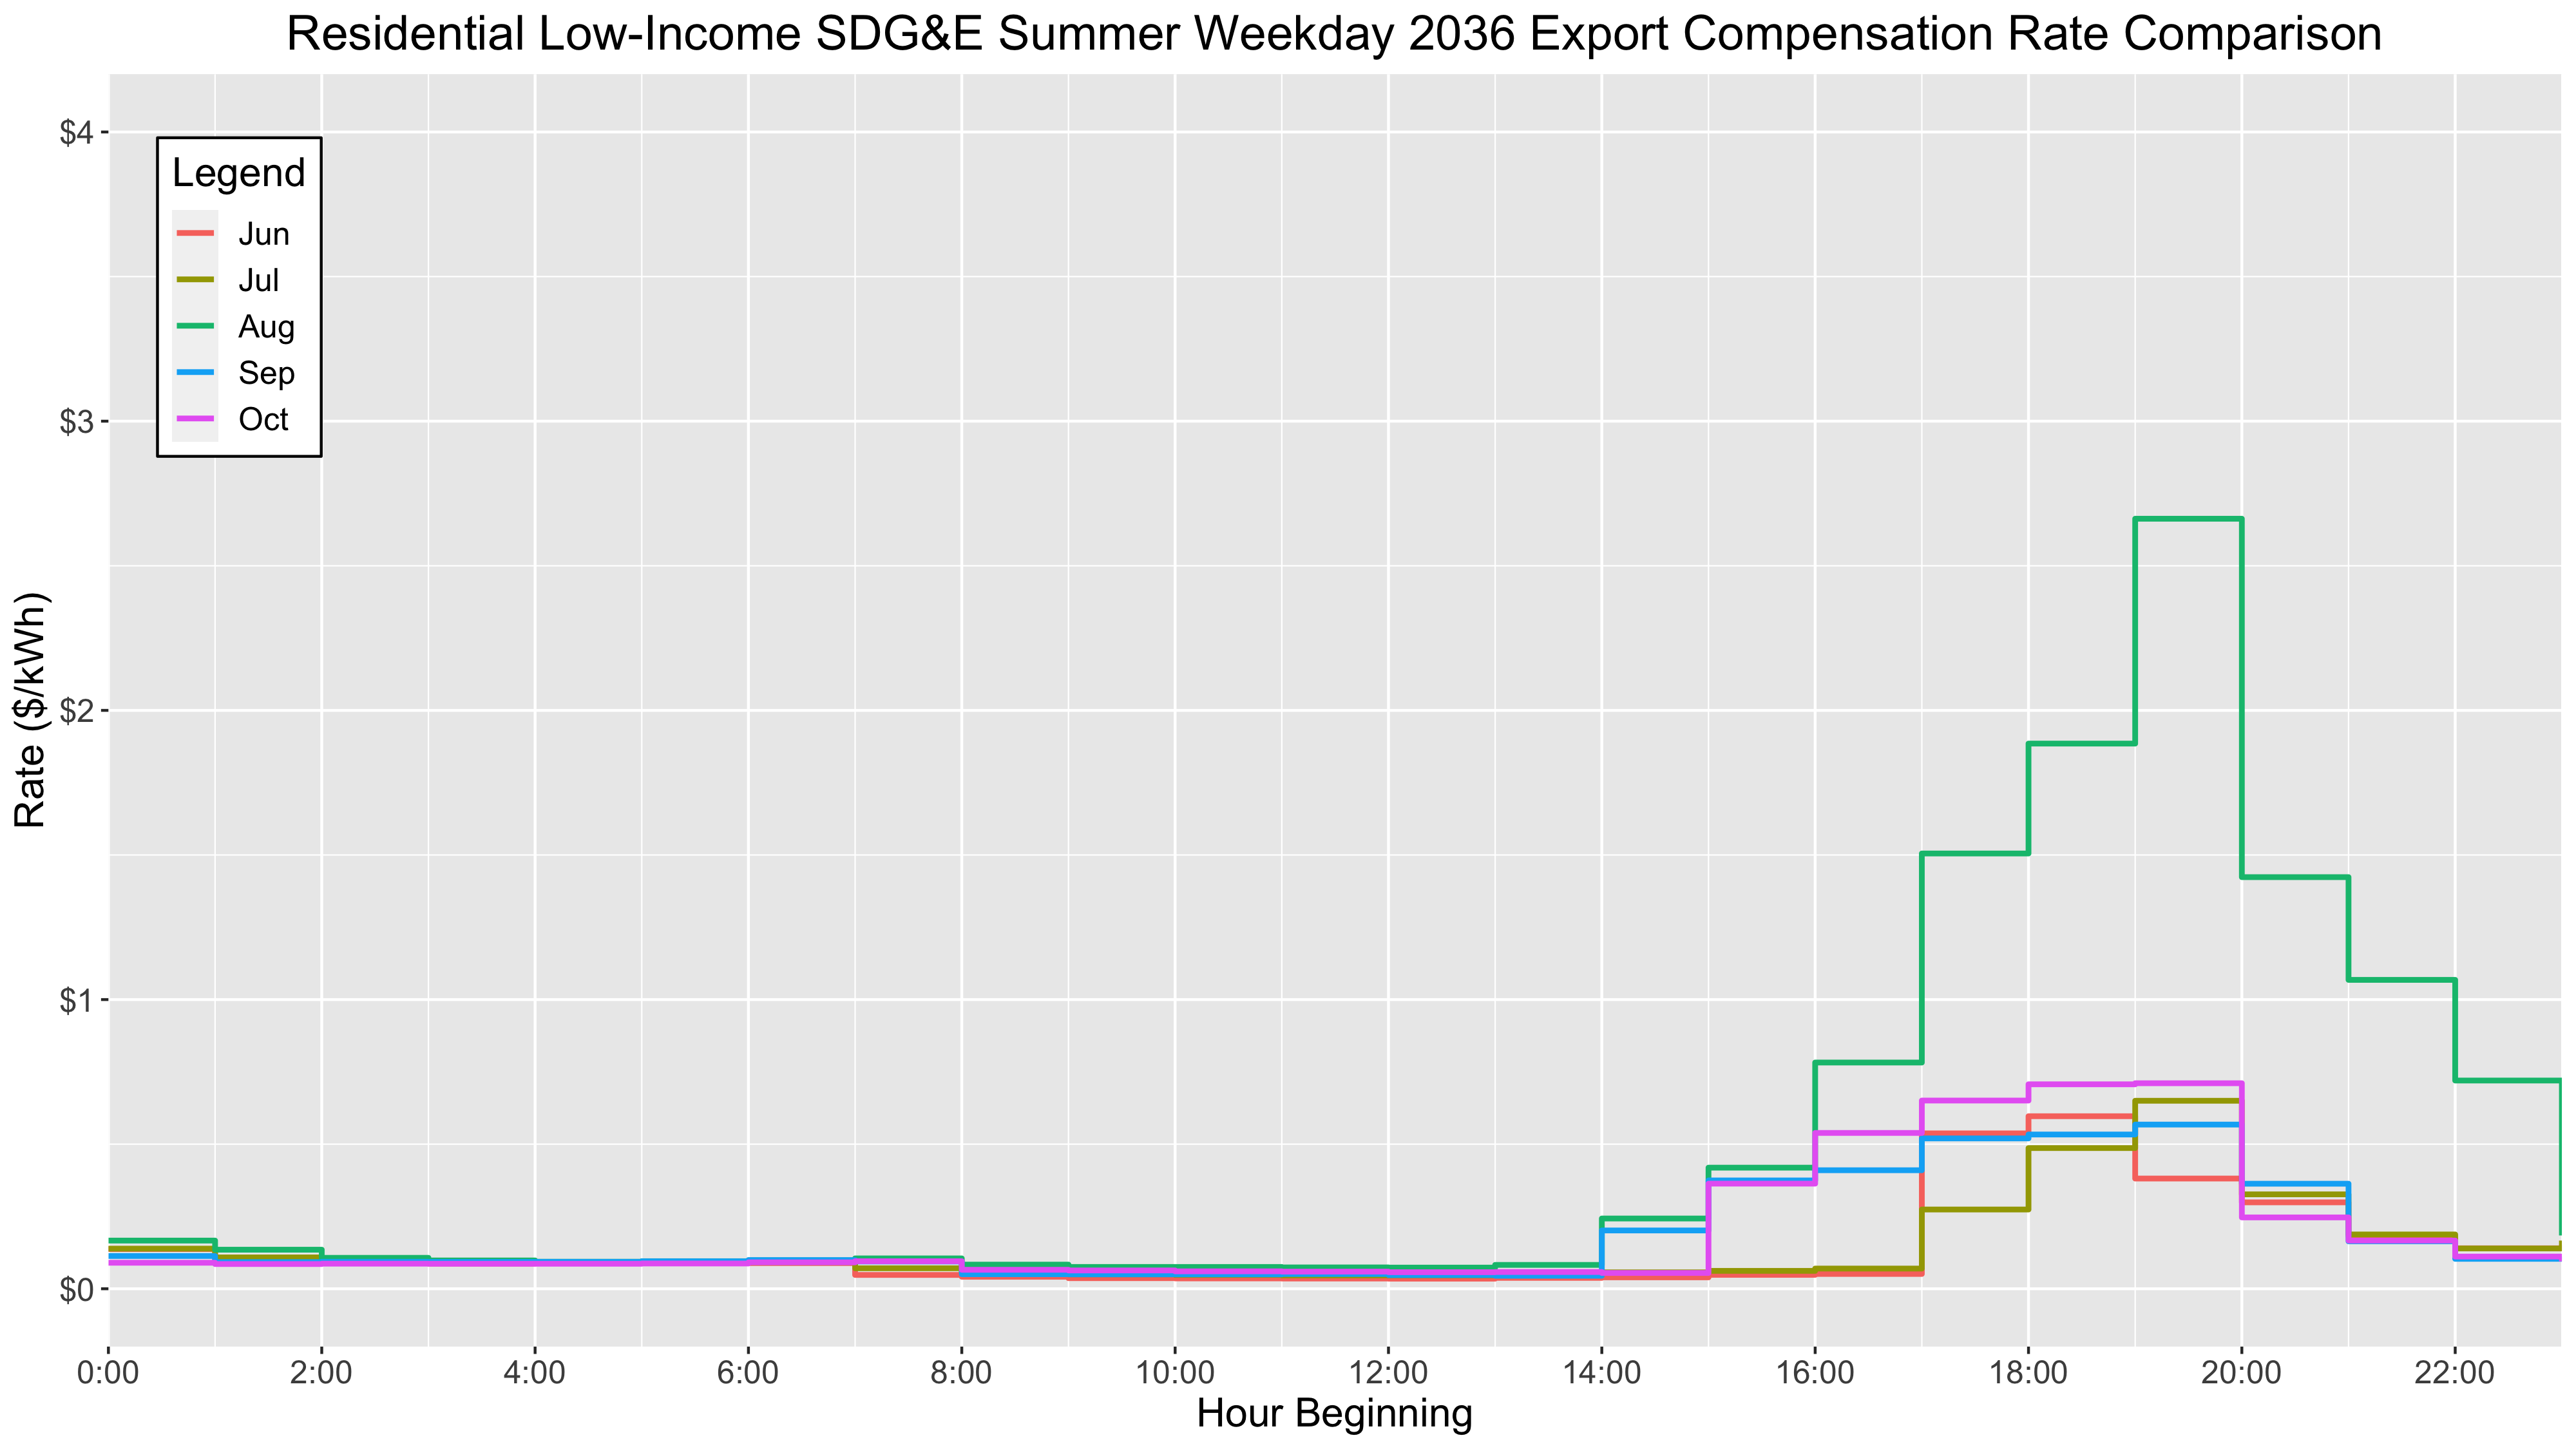 Residential Low-Income SDG&E Summer Weekday 2036 Export Compensation Rate Comparison
Rate ($/kWh)
$4
$3
$2
$1
$0
Legend
Jun
Jul
Aug
Sep
Oct
0:00 2:00 4:00 6:00 8:00 10:00 12:00 14:00 16:00 18:00 20:00 22:00
Hour Beginning